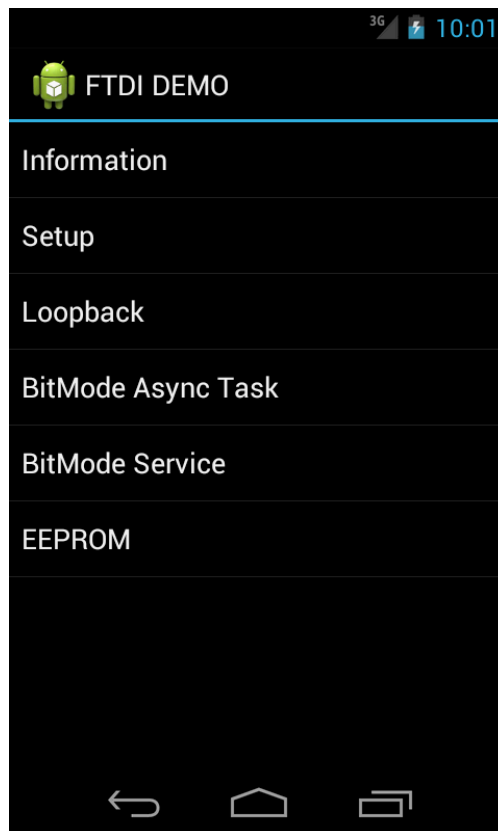 3G 10:01
FTDI DEMO
Information
Setup
Loopback
BitMode Async Task
BitMode Service
EEPROM